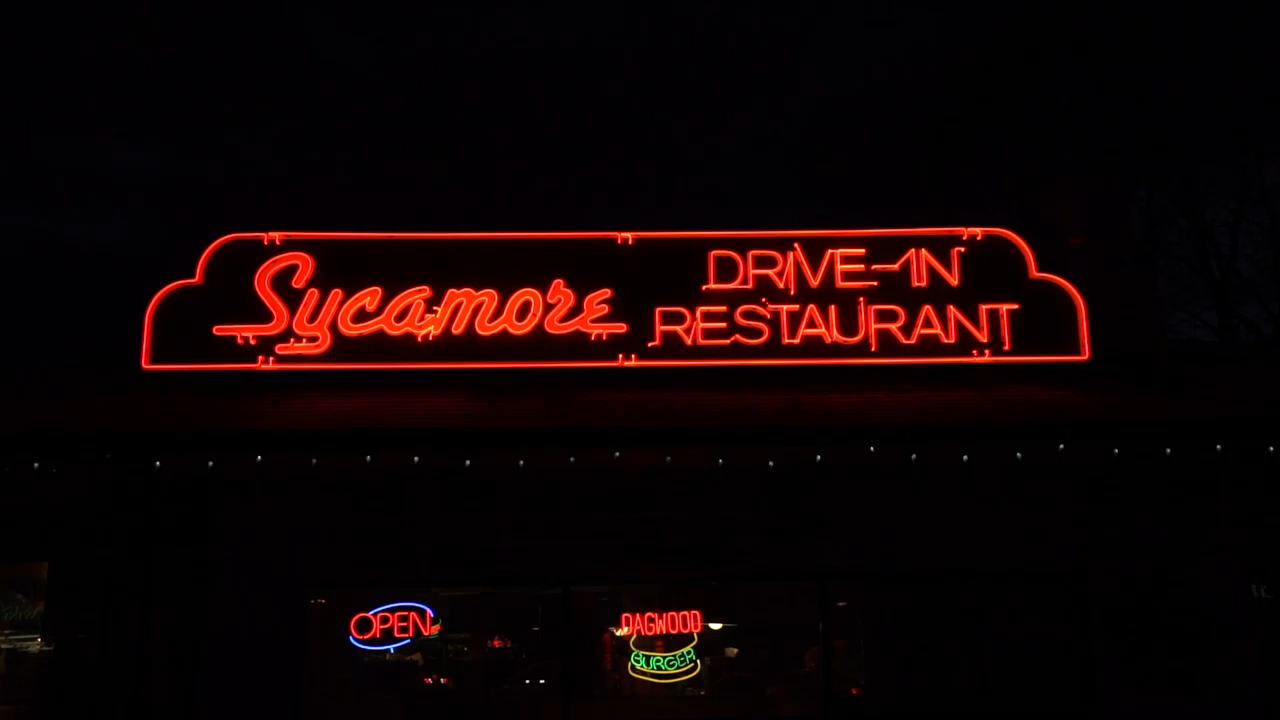 Sycamore
DRIVE-IN
RESTAURANT
OPEN
DAGWOOD
BURGER